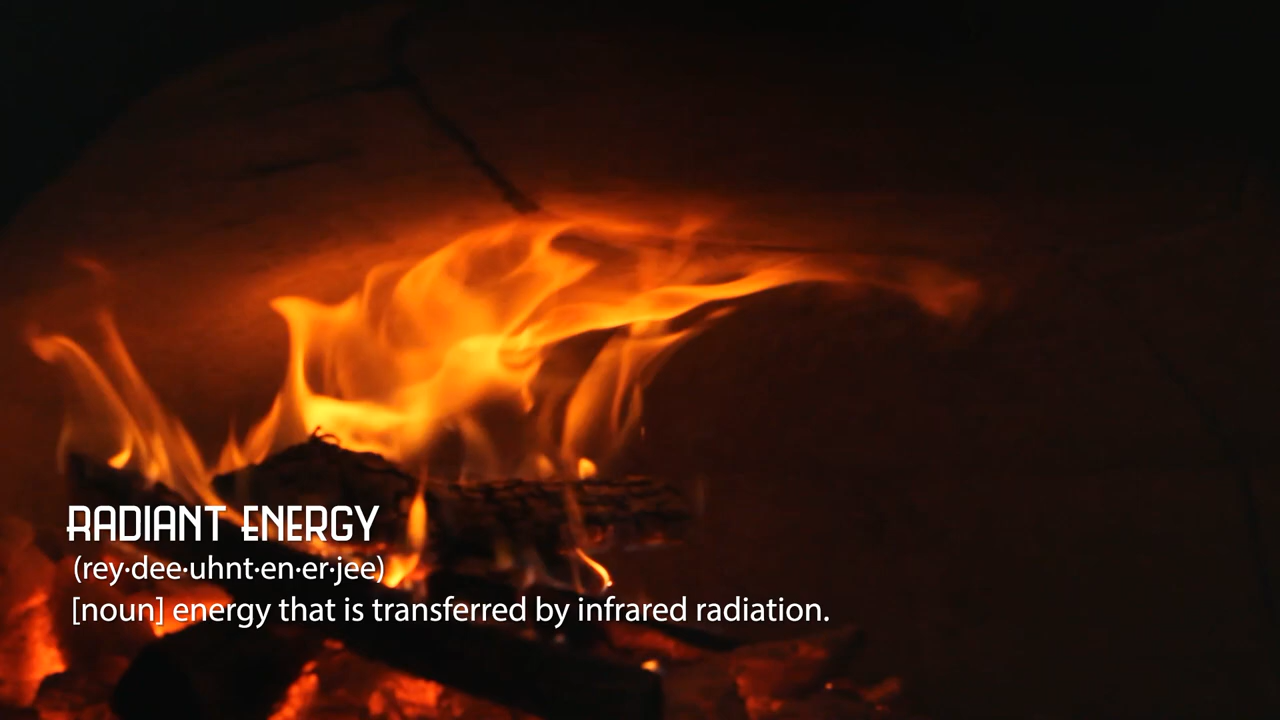 RADIANT ENERGY
(rey·dee·uhnt·en·er·jee)
[noun] energy that is transferred by infrared radiation.